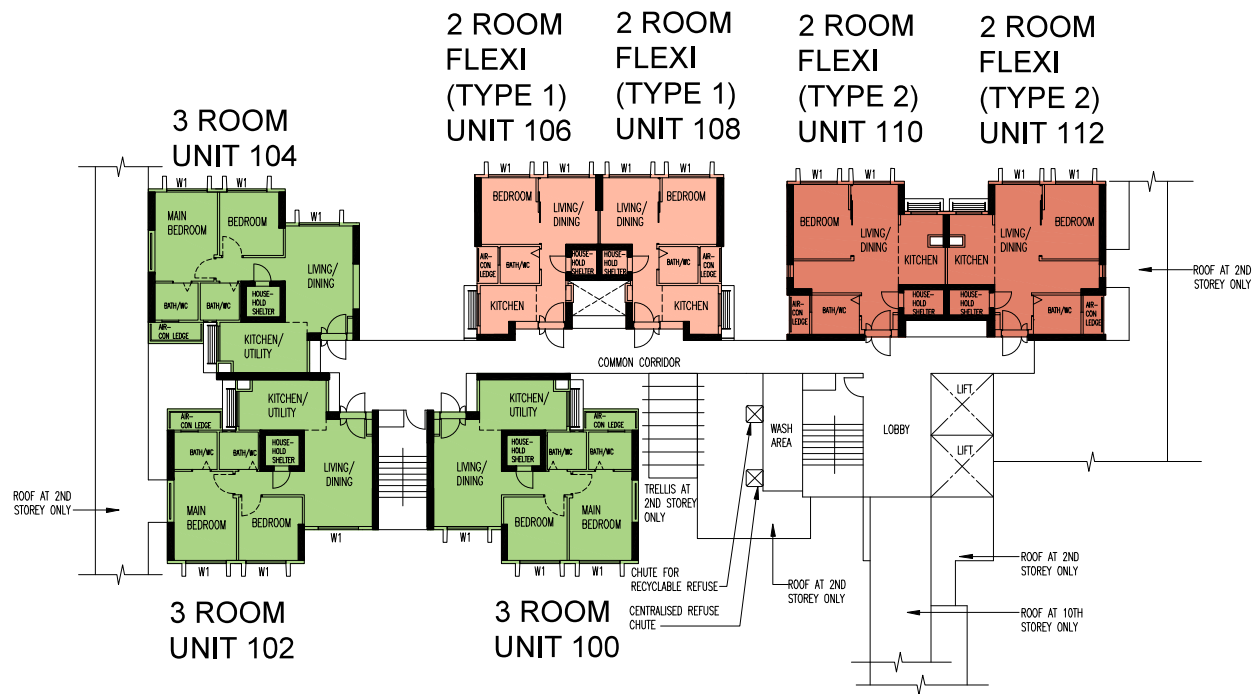 2 ROOM
FLEXI
(TYPE 1)
UNIT 106
2 ROOM
FLEXI
(TYPE 1)
UNIT 108
2 ROOM
FLEXI
(TYPE 2)
UNIT 110
2 ROOM
FLEXI
(TYPE 2)
UNIT 112
3 ROOM
UNIT 104
W1
W1
MAIN
BEDROOM
BEDROOM
W1
LIVING/
DINING
BATH/WC
BATH/WC
HOUSE-
HOLD
SHELTER
AIR-
CON LEDGE
KITCHEN/
UTILITY
W1
W1
BEDROOM
LIVING/
DINING
AIR-
CON
LEDGE
BATH/WC
HOUSE-
HOLD
SHELTER
KITCHEN
W1
W1
LIVING/
DINING
BEDROOM
HOUSE-
HOLD
SHELTER
BATH/WC
AIR-
CON
LEDGE
KITCHEN
W1
W1
BEDROOM
LIVING/
DINING
KITCHEN
AIR-
CON
LEDGE
BATH/WC
HOUSE-
HOLD
SHELTER
W1
W1
LIVING/
DINING
BEDROOM
KITCHEN
HOUSE-
HOLD
SHELTER
BATH/WC
AIR-
CON
LEDGE
ROOF AT 2ND
STOREY ONLY
COMMON CORRIDOR
KITCHEN/
UTILITY
AIR-
CON LEDGE
BATH/WC
BATH/WC
HOUSE-
HOLD
SHELTER
LIVING/
DINING
MAIN
BEDROOM
BEDROOM
W1
W1
W1
ROOF AT 2ND
STOREY ONLY
3 ROOM
UNIT 102
KITCHEN/
UTILITY
AIR-
CON LEDGE
LIVING/
DINING
HOUSE-
HOLD
SHELTER
BATH/WC
BATH/WC
BEDROOM
MAIN
BEDROOM
W1
W1
W1
3 ROOM
UNIT 100
TRELLIS AT
2ND STOREY
ONLY
WASH
AREA
LOBBY
LIFT
LIFT
CHUTE FOR
RECYCLABLE REFUSE
CENTRALISED REFUSE
CHUTE
ROOF AT 2ND
STOREY ONLY
ROOF AT 2ND
STOREY ONLY
ROOF AT 10TH
STOREY ONLY